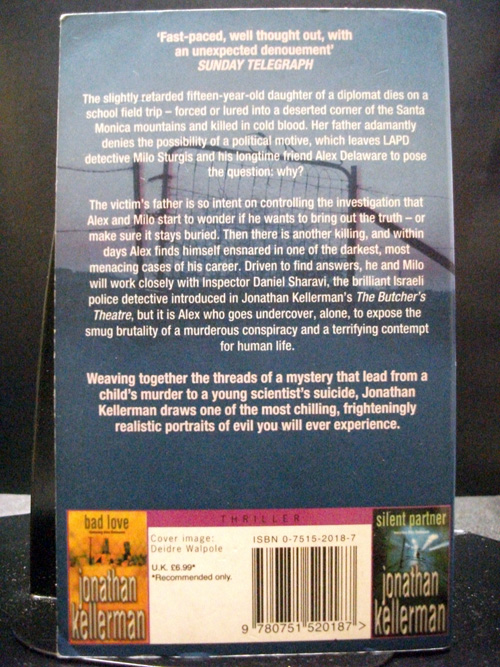 'Fast-paced, well thought out, with
an unexpected denouement'
SUNDAY TELEGRAPH
The slightly retarded fifteen-year-old daughter of a diplomat dies on a
school field trip – forced or lured into a deserted corner of the Santa
Monica mountains and killed in cold blood. Her father adamantly
denies the possibility of a political motive, which leaves LAPD
detective Milo Sturgis and his longtime friend Alex Delaware to pose
the question: why?
The victim's father is so intent on controlling the investigation that
Alex and Milo start to wonder if he wants to bring out the truth – or
make sure it stays buried. Then there is another killing, and within
days Alex finds himself ensnared in one of the darkest, most
menacing cases of his career. Driven to find answers, he and Milo
will work closely with Inspector Daniel Sharavi, the brilliant Israeli
police detective introduced in Jonathan Kellerman's The Butcher's
Theatre, but it is Alex who goes undercover, alone, to expose the
smug brutality of a murderous conspiracy and a terrifying contempt
for human life.
Weaving together the threads of a mystery that lead from a
child's murder to a young scientist's suicide, Jonathan
Kellerman draws one of the most chilling, frighteningly
realistic portraits of evil you will ever experience.
THRILLER
bad love
jonathan
kellerman
Cover image:
Deidre Walpole
U.K. £6.99*
*Recommended only.
ISBN 0-7515-2018-7
9 780751 520187 >
silent partner
jonathan
kellerman